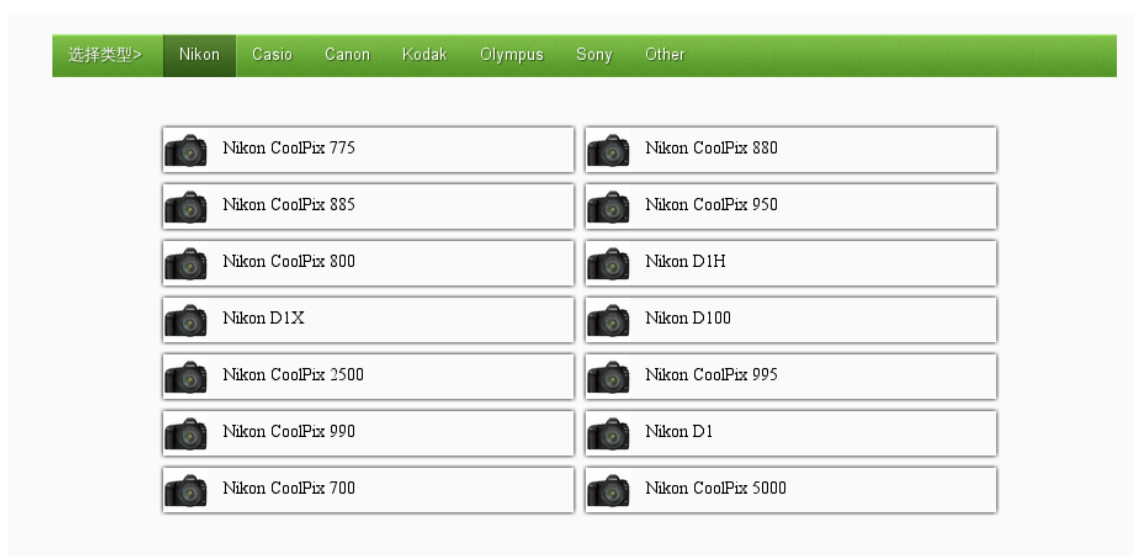 选择类型> Nikon Casio Canon Kodak Olympus Sony Other
Nikon CoolPix 775 Nikon CoolPix 880
Nikon CoolPix 885 Nikon CoolPix 950
Nikon CoolPix 800 Nikon D1H
Nikon D1X Nikon D100
Nikon CoolPix 2500 Nikon CoolPix 995
Nikon CoolPix 990 Nikon D1
Nikon CoolPix 700 Nikon CoolPix 5000